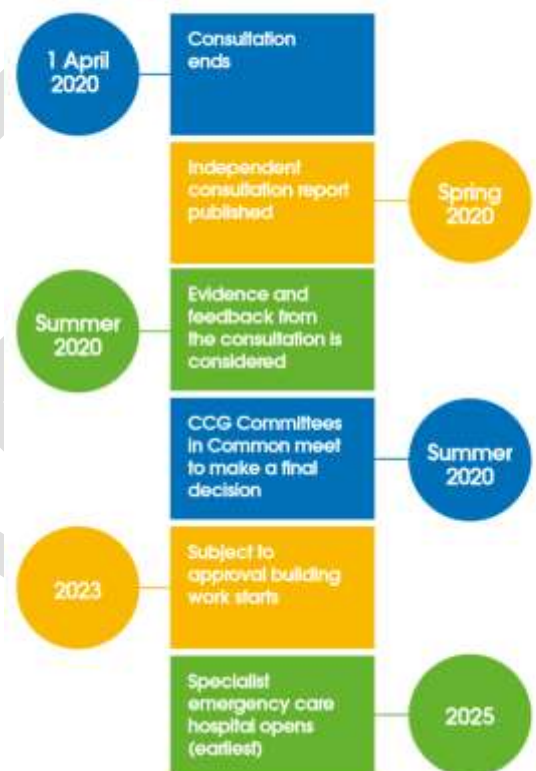 1 April
2020
Consultation
ends
Independent
consultation report
published
Spring
2020
Summer
2020
Evidence and
feedback from
the consultation is
considered
CCG Committees
in Common meet
to make a final
decision
Summer
2020
2023
Subject to
approval building
work starts
Specialist
emergency care
hospital opens
(earliest)
2025